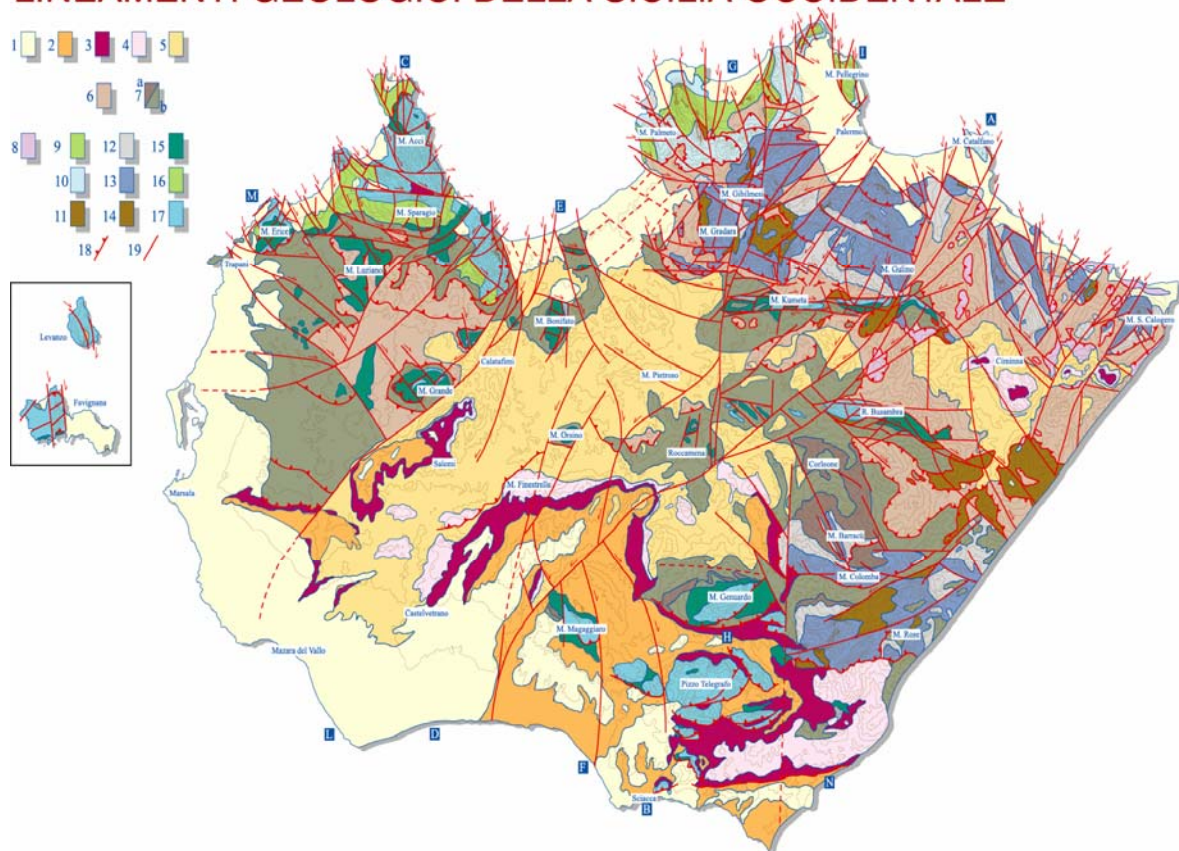 LINEAMENTI GEOLOGICI DELLA SICILIA OCCIDENTALE
1 2 3 4 5
6 7 a b
8 9 12 15
10 13 16
11 14 17
18 19
C
G
I
M. Pellegrino
A
M. Palmeto
Palermo
M. Catalfano
M. Acci
M
E
M. Gibilmesi
M. Sparagio
M. Erice
M. Gradara
Trapani
M. Luziano
M. Gulino
M. Kumeta
M. Bonifato
M. S. Calogero
Levanzo
Calatafimi
Ciminna
M. Pietroso
M. Grande
Favignana
R. Busambra
M. Orsino
Roccamena
Salemi
Corleone
M. Finestrelle
Marsala
M. Barracù
M. Colomba
M. Genuardo
Castelvetrano
M. Magaggiaro
H
M. Rose
Mazara del Vallo
Pizzo Telegrafo
L
D
F
N
Sciacca
B